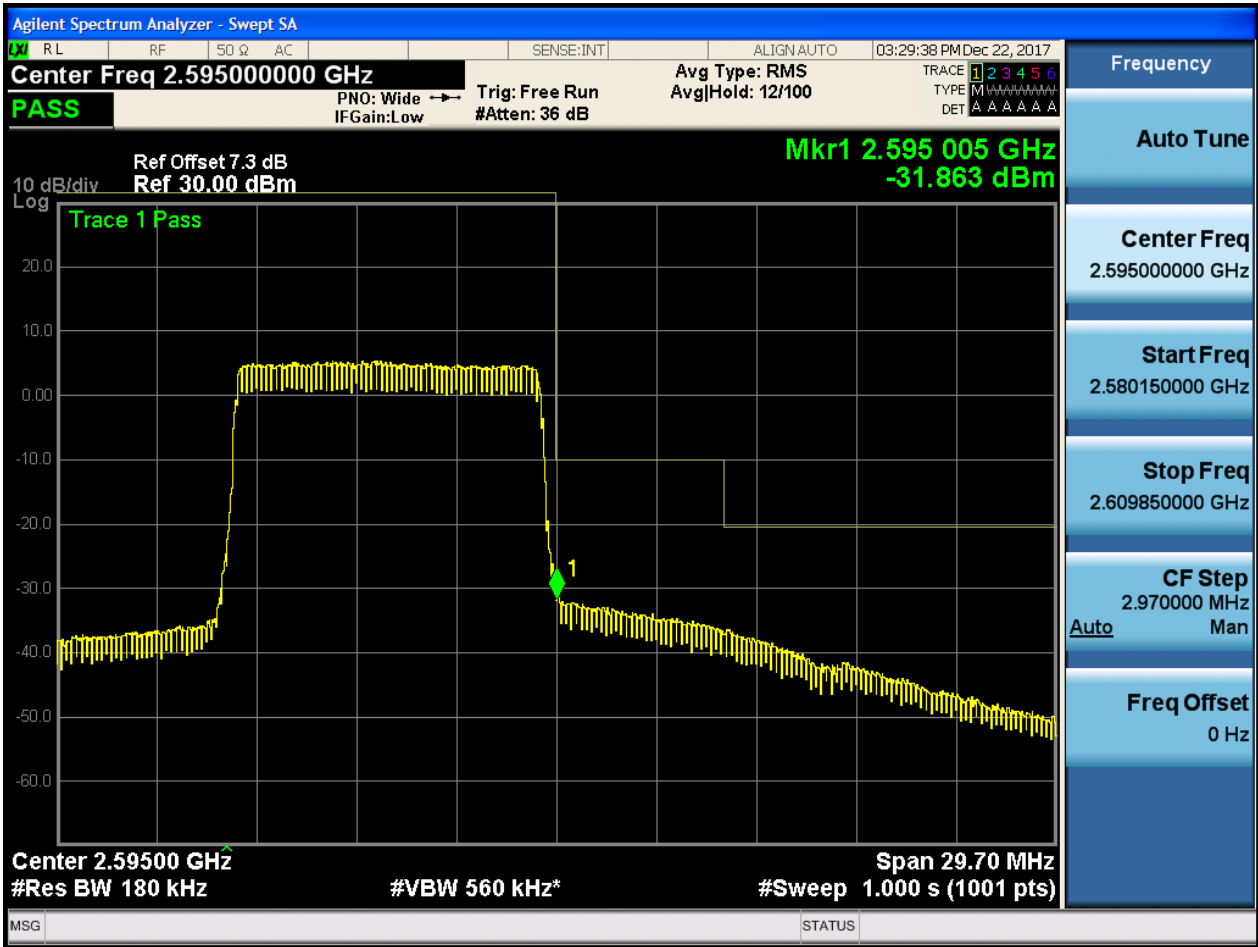 Agilent Spectrum Analyzer - Swept SA
LXI RL RF 50 Ω AC SENSE:INT ALIGN AUTO 03:29:38 PM Dec 22, 2017
Center Freq 2.595000000 GHz
PASS
PNO: Wide
IFGain:Low
Trig: Free Run
#Atten: 36 dB
Avg Type: RMS
Avg|Hold: 12/100
TRACE 1 2 3 4 5 6
TYPE M
DET A A A A A A
Mkr1 2.595 005 GHz
-31.863 dBm
Ref Offset 7.3 dB
10 dB/div Ref 30.00 dBm
Log
Trace 1 Pass
20.0
10.0
0.00
-10.0
-20.0
-30.0
-40.0
-50.0
-60.0
1
Center 2.59500 GHz Span 29.70 MHz
#Res BW 180 kHz #VBW 560 kHz* #Sweep 1.000 s (1001 pts)
MSG STATUS
Frequency
Auto Tune
Center Freq
2.595000000 GHz
Start Freq
2.580150000 GHz
Stop Freq
2.609850000 GHz
CF Step
2.970000 MHz
Auto Man
Freq Offset
0 Hz